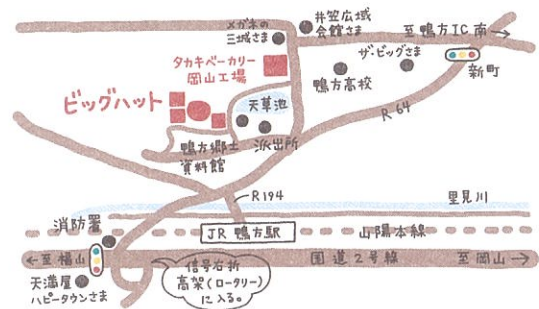 メガネの
三城さま
井笠広域
会館さま
至鴨方IC南
タカキベーカリー
岡山工場
ザ・ビッグさま
鴨方高校
新町
ビッグハット
天草池
R64
鴨方郷土
資料館
派出所
R194
里見川
消防署
JR 鴨方駅
山陽本線
至福山
国道2号線
至岡山
天満屋
ハピータウンさま
信号右折
高架(ロータリー)
に入る。